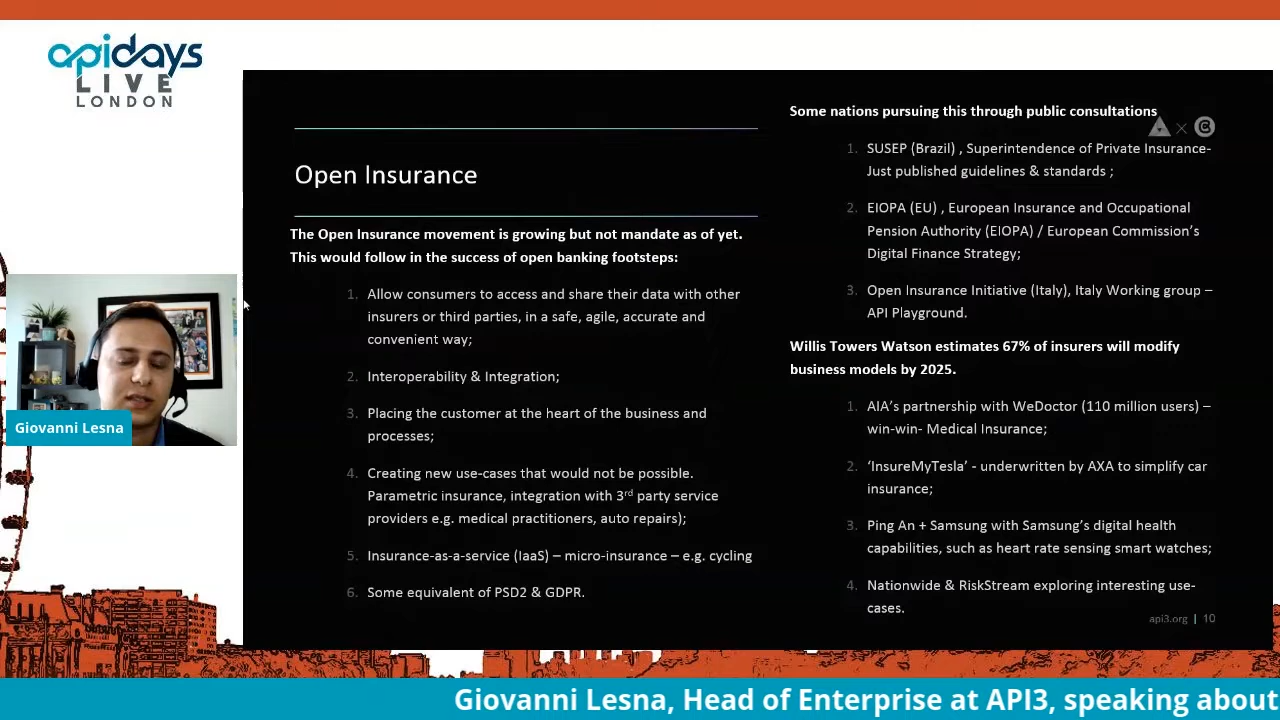 apidays
LIVE
LONDON
Open Insurance
The Open Insurance movement is growing but not mandate as of yet.
This would follow in the success of open banking footsteps:
1. Allow consumers to access and share their data with other
insurers or third parties, in a safe, agile, accurate and
convenient way;
2. Interoperability & Integration;
3. Placing the customer at the heart of the business and
processes;
4. Creating new use-cases that would not be possible.
Parametric insurance, integration with 3rd party service
providers e.g. medical practitioners, auto repairs);
5. Insurance-as-a-service (IaaS) – micro-insurance – e.g. cycling
6. Some equivalent of PSD2 & GDPR.
Some nations pursuing this through public consultations
1. SUSEP (Brazil) , Superintendence of Private Insurance-
Just published guidelines & standards ;
2. EIOPA (EU) , European Insurance and Occupational
Pension Authority (EIOPA) / European Commission's
Digital Finance Strategy;
3. Open Insurance Initiative (Italy), Italy Working group –
API Playground.
Willis Towers Watson estimates 67% of insurers will modify
business models by 2025.
1. AIA's partnership with WeDoctor (110 million users) –
win-win- Medical Insurance;
2. 'InsureMyTesla' - underwritten by AXA to simplify car
insurance;
3. Ping An + Samsung with Samsung's digital health
capabilities, such as heart rate sensing smart watches;
4. Nationwide & RiskStream exploring interesting use-
cases.
api3.org | 10
Giovanni Lesna
Giovanni Lesna, Head of Enterprise at API3, speaking about